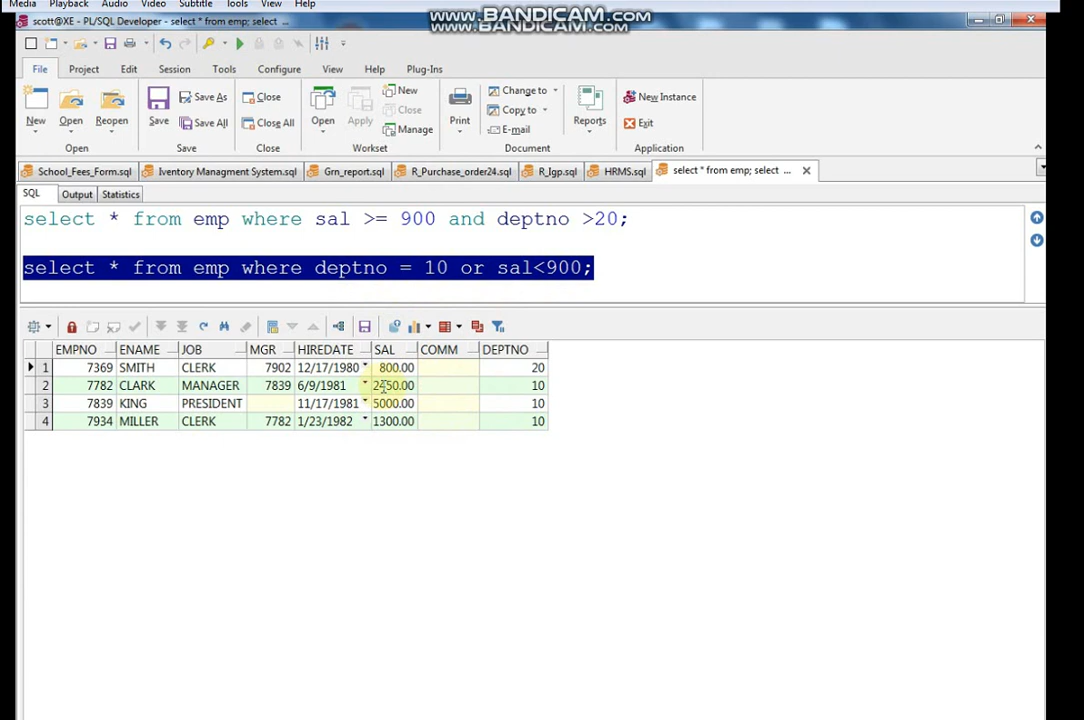 Media Playback Audio Video Subtitle Tools View Help
www.BANDICAM.com
www.BANDICAM.com
scott@XE - PL/SQL Developer - select * from emp; select ...
File Project Edit Session Tools Configure View Help Plug-Ins
New Open Reopen Save Save As Save All Close Close All Open Apply New Close Manage Print Change to Copy to E-mail Reports New Instance Exit
Open Save Close Workset Document Application
School_Fees_Form.sql Iventory Managment System.sql Grn_report.sql R_Purchase_order24.sql R_Igp.sql HRMS.sql select * from emp; select ...
SQL Output Statistics
select * from emp where sal >= 900 and deptno >20;
select * from emp where deptno = 10 or sal<900;
EMPNO ENAME JOB MGR HIREDATE SAL COMM DEPTNO
1 7369 SMITH CLERK 7902 12/17/1980 800.00 20
2 7782 CLARK MANAGER 7839 6/9/1981 10
3 7839 KING PRESIDENT 11/17/1981 5000.00 10
4 7934 MILLER CLERK 7782 1/23/1982 1300.00 10